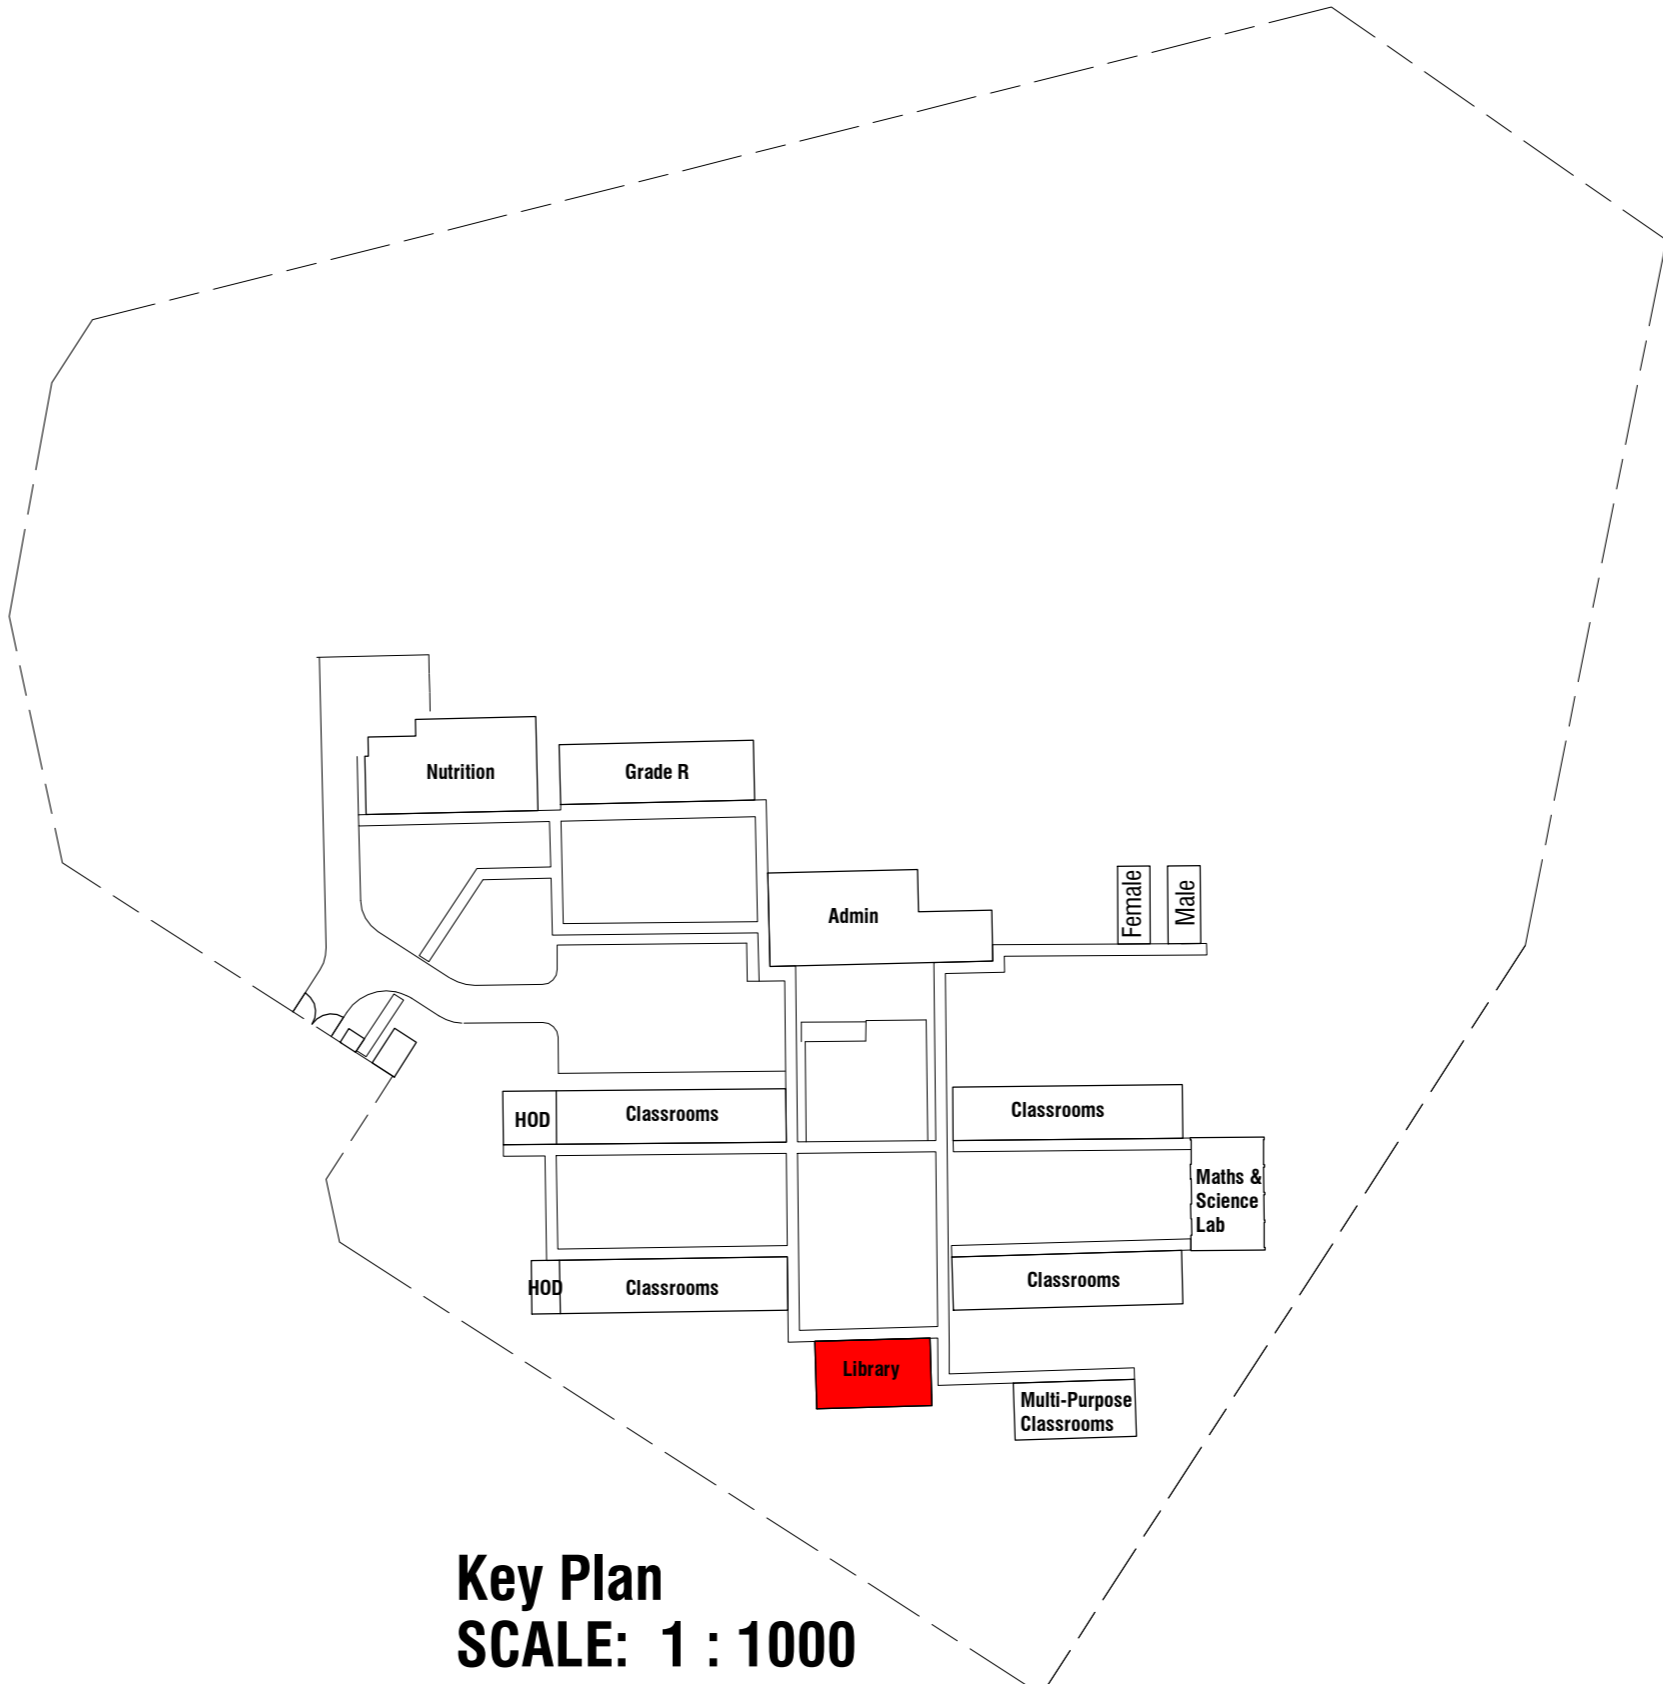 Nutrition
Grade R
Female
Male
Admin
HOD
Classrooms
Classrooms
Maths &
Science
Lab
HOD
Classrooms
Classrooms
Library
Multi-Purpose
Classrooms
Key Plan
SCALE: 1 : 1000